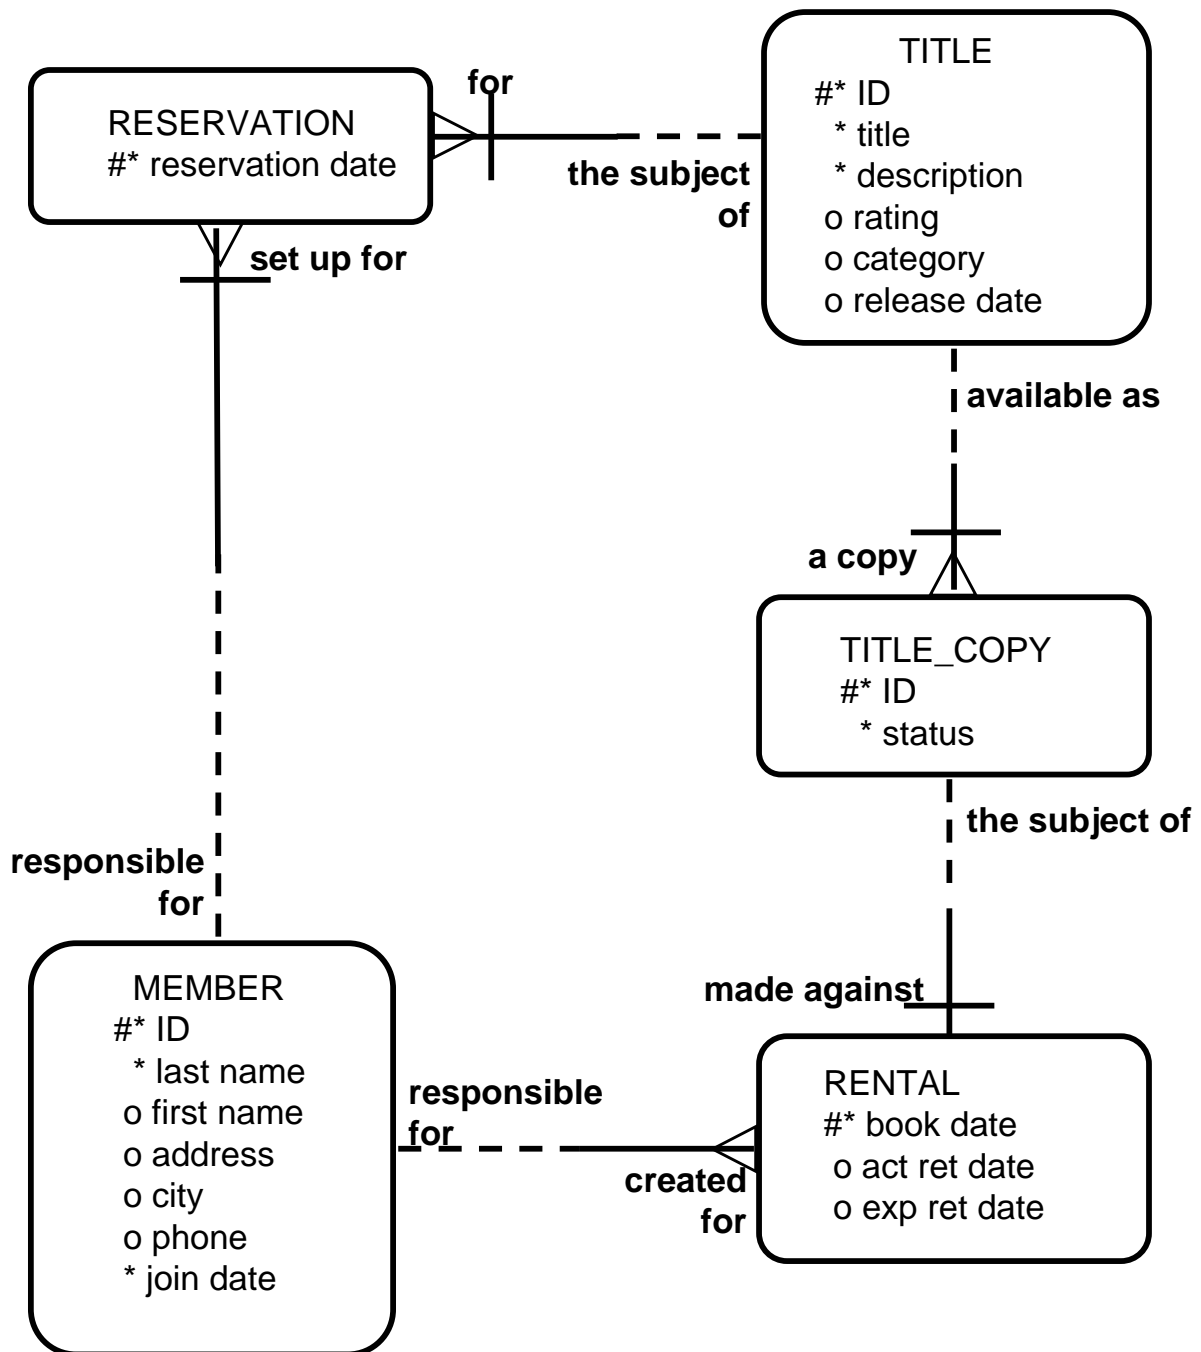 TITLE
#* ID
* title
* description
o rating
o category
o release date
for
RESERVATION
#* reservation date
the subject
of
set up for
available as
a copy
TITLE_COPY
#* ID
* status
the subject of
responsible
for
made against
MEMBER
#* ID
* last name
o first name
o address
o city
o phone
* join date
responsible
for
created
for
RENTAL
#* book date
o act ret date
o exp ret date